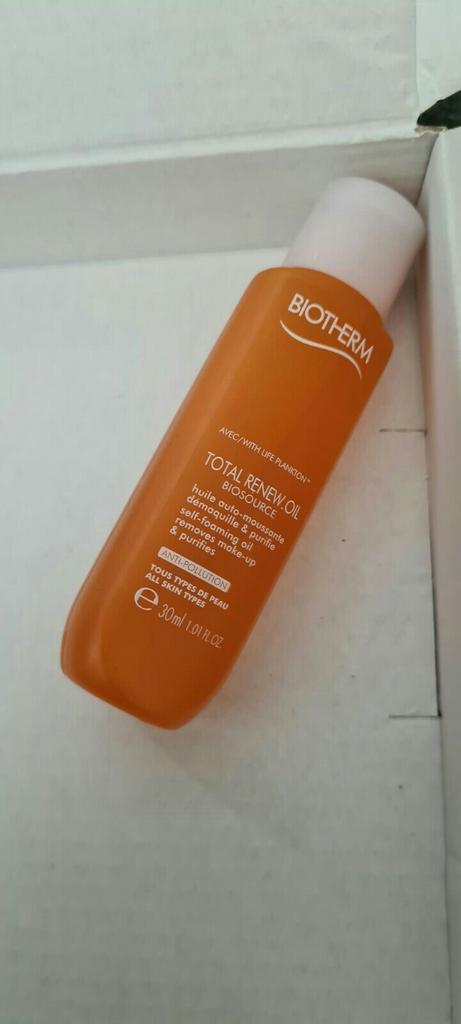 BIOTHERM
AVEC/WITH LIFE PLANKTON™
TOTAL RENEW.OIL
BIOSOURCE
huile auto-moussante
démaquille & purifie
self-foaming oil
removes make-up
& purifies
ANTI-POLLUTION
TOUS TYPES DE PEAU
ALL SKIN TYPES
℮ 30ml 1.01 FL.OZ.